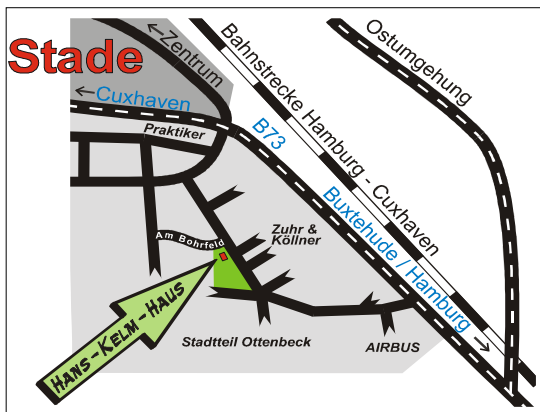 Stade
←Zentrum
←Cuxhaven
Praktiker
Bahnstrecke Hamburg - Cuxhaven
Ostumgehung
B73
Buxtehude / Hamburg →
Zuhr &
Köllner
Am Bohrfeld
HANS-KELM-HAUS
Stadtteil Ottenbeck
AIRBUS